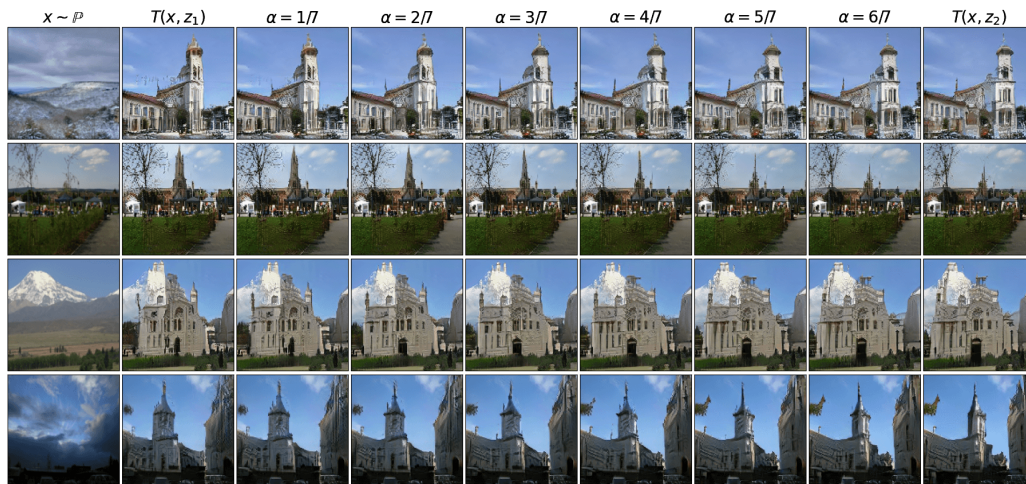 x ∼ ℙ T(x, z₁) α = 1/7 α = 2/7 α = 3/7 α = 4/7 α = 5/7 α = 6/7 T(x, z₂)